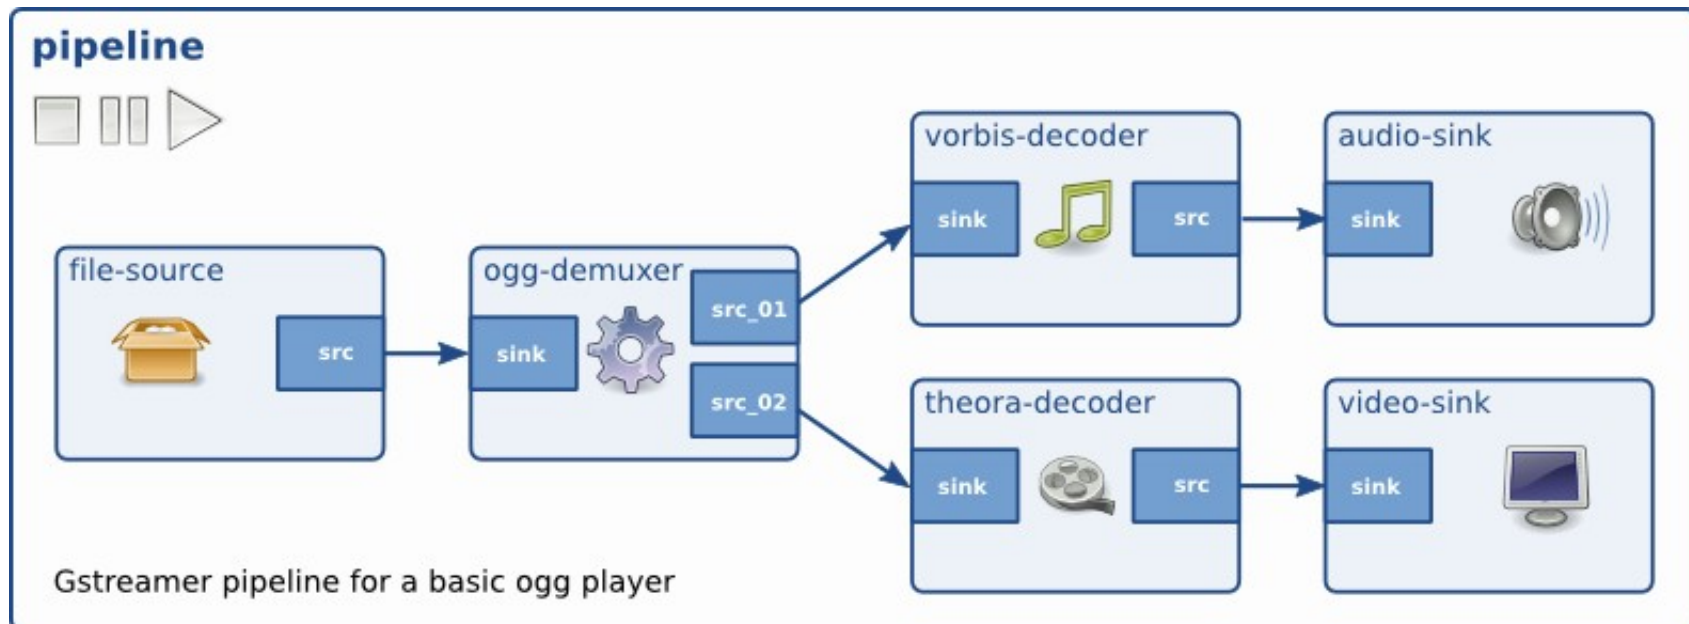 pipeline
file-source
src
ogg-demuxer
sink
src_01
src_02
vorbis-decoder
sink
src
audio-sink
sink
theora-decoder
sink
src
video-sink
sink
Gstreamer pipeline for a basic ogg player